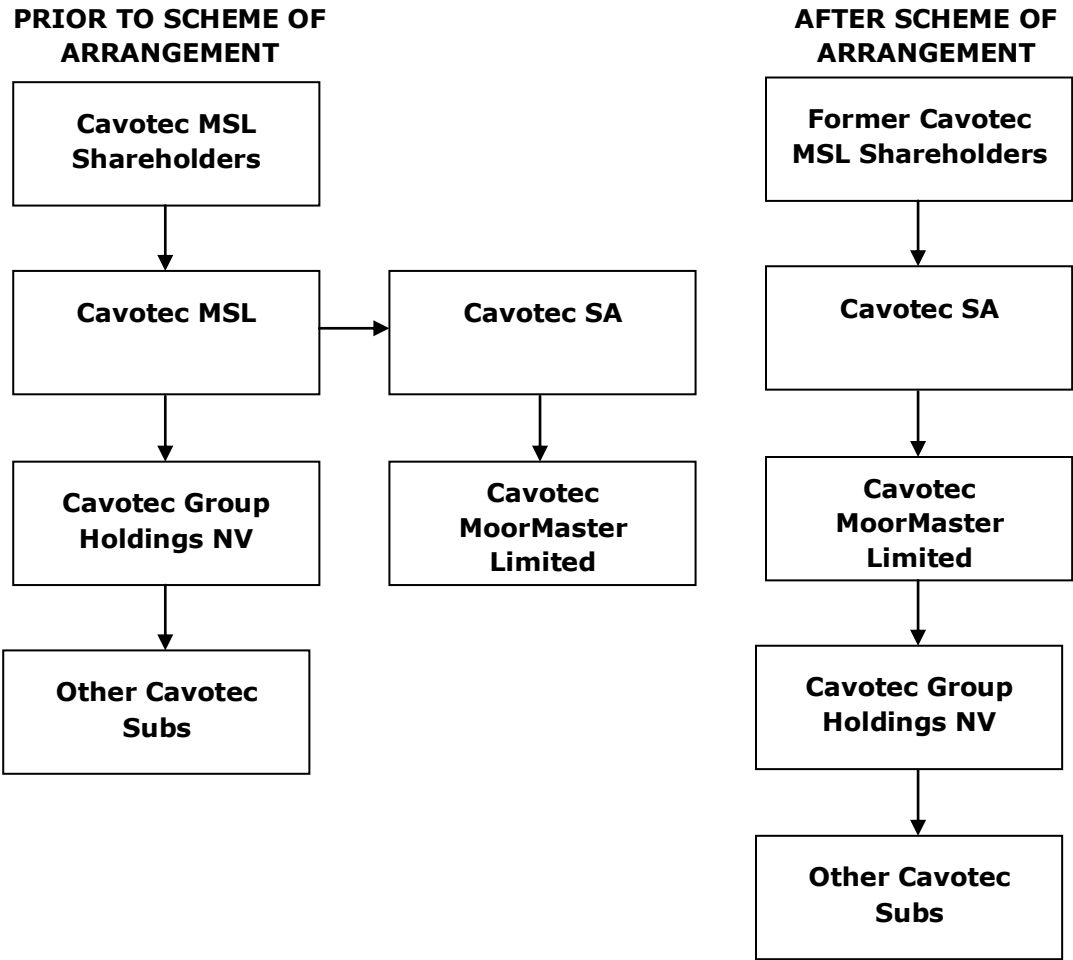 PRIOR TO SCHEME OF
ARRANGEMENT
Cavotec MSL
Shareholders
Cavotec MSL
Cavotec SA
Cavotec Group
Holdings NV
Cavotec
MoorMaster
Limited
Other Cavotec
Subs
AFTER SCHEME OF
ARRANGEMENT
Former Cavotec
MSL Shareholders
Cavotec SA
Cavotec
MoorMaster
Limited
Cavotec Group
Holdings NV
Other Cavotec
Subs